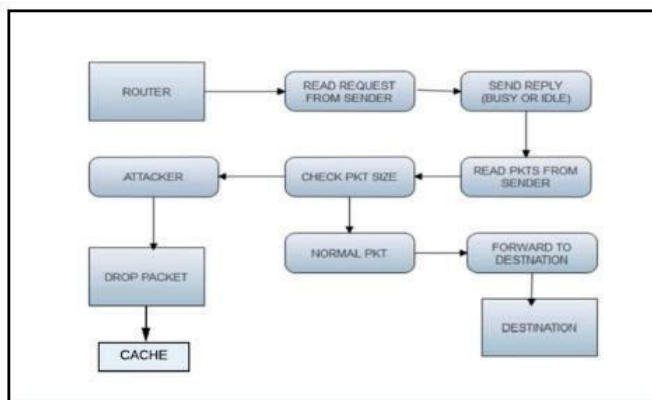 ROUTER
READ REQUEST
FROM SENDER
SEND REPLY
(BUSY OR IDLE)
ATTACKER
CHECK PKT SIZE
READ PKTS FROM
SENDER
NORMAL PKT
FORWARD TO
DESTNATION
DROP PACKET
DESTINATION
CACHE